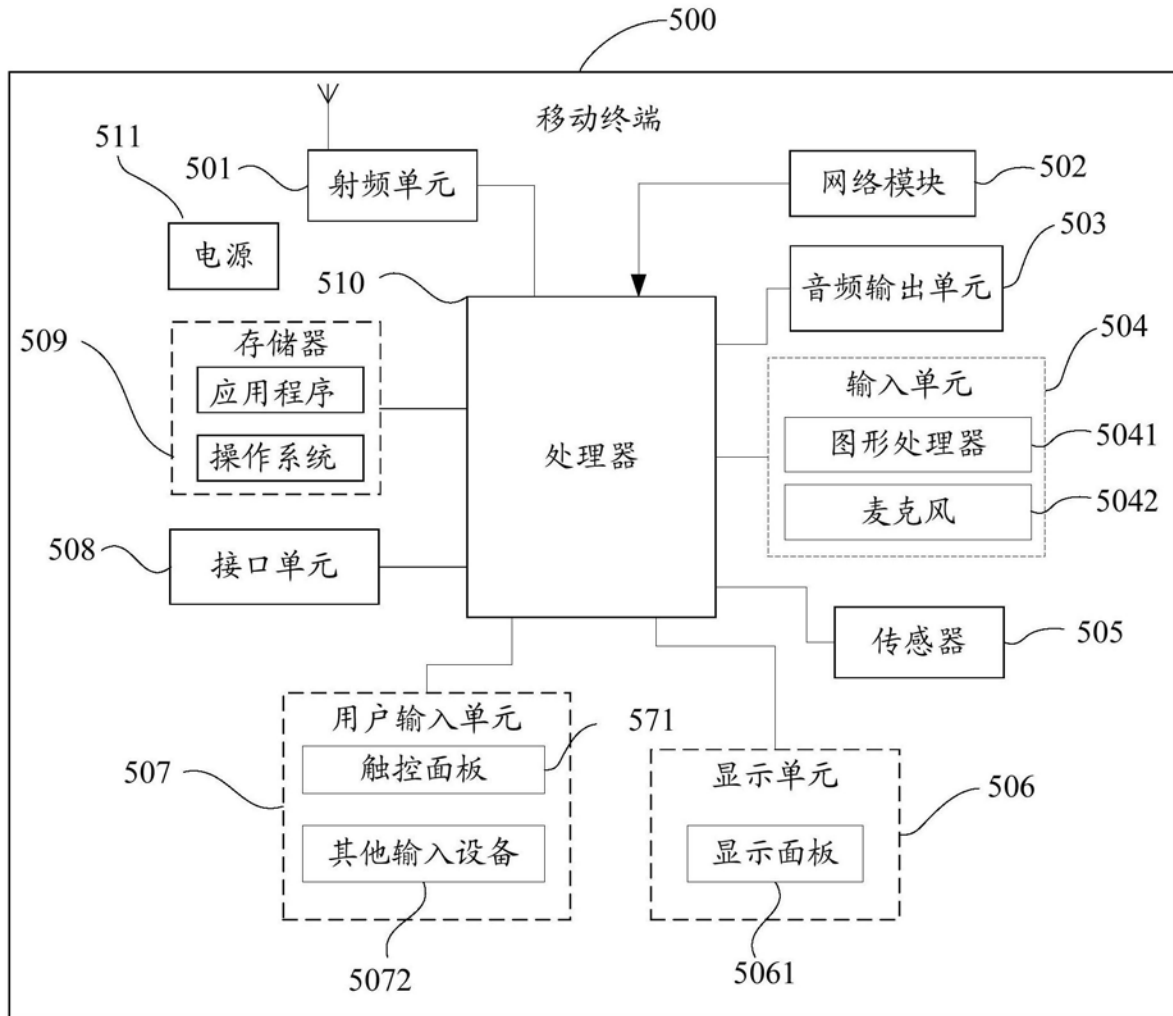 500
移动终端
511
501
射频单元
网络模块
502
电源
510
音频输出单元
503
509
存储器
应用程序
操作系统
处理器
504
输入单元
图形处理器
5041
麦克风
5042
508
接口单元
传感器
505
用户输入单元
571
507
触控面板
其他输入设备
5072
显示单元
506
显示面板
5061